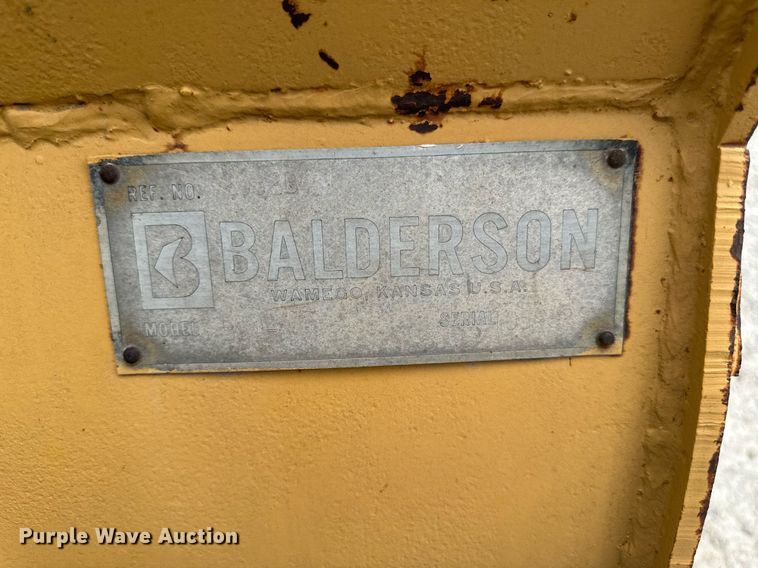 REF. NO.
B BALDERSON
WAMEGO, KANSAS U.S.A.
MODEL SERIAL
Purple Wave Auction